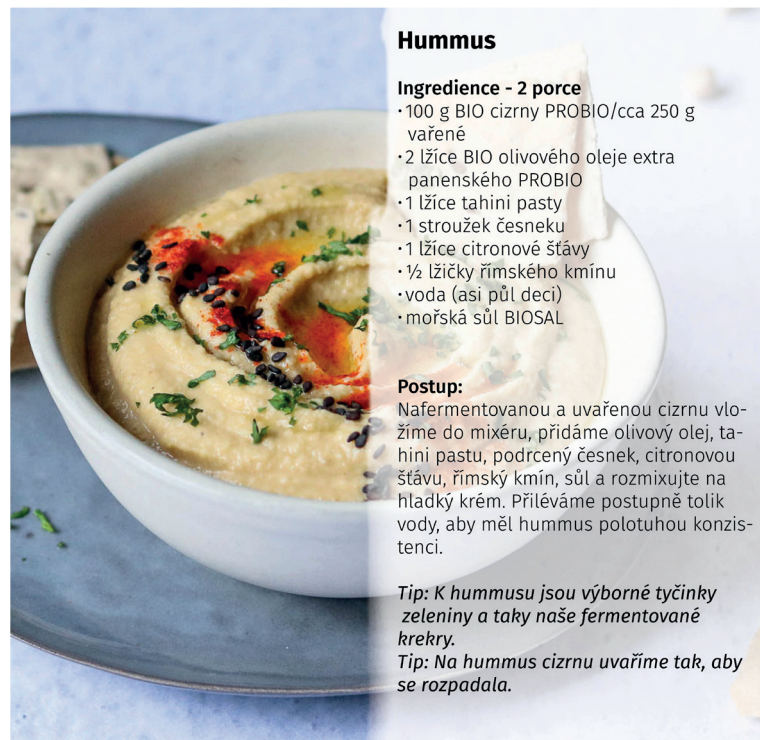 Hummus
Ingredience - 2 porce
·100 g BIO cizrny PROBIO/cca 250 g
vařené
·2 lžíce BIO olivového oleje extra
panenského PROBIO
·1 lžíce tahini pasty
·1 stroužek česneku
·1 lžíce citronové šťávy
·½ lžičky římského kmínu
·voda (asi půl deci)
·mořská sůl BIOSAL
Postup:
Nafermentovanou a uvařenou cizrnu vlo-
žíme do mixéru, přidáme olivový olej, ta-
hini pastu, podrcený česnek, citronovou
šťávu, římský kmín, sůl a rozmixujte na
hladký krém. Příléváme postupně tolik
vody, aby měl hummus polotuhou konzis-
tenci.
Tip: K hummusu jsou výborné tyčinky
zeleniny a taky naše fermentované
krekry.
Tip: Na hummus cizrnu uvaříme tak, aby
se rozpadala.